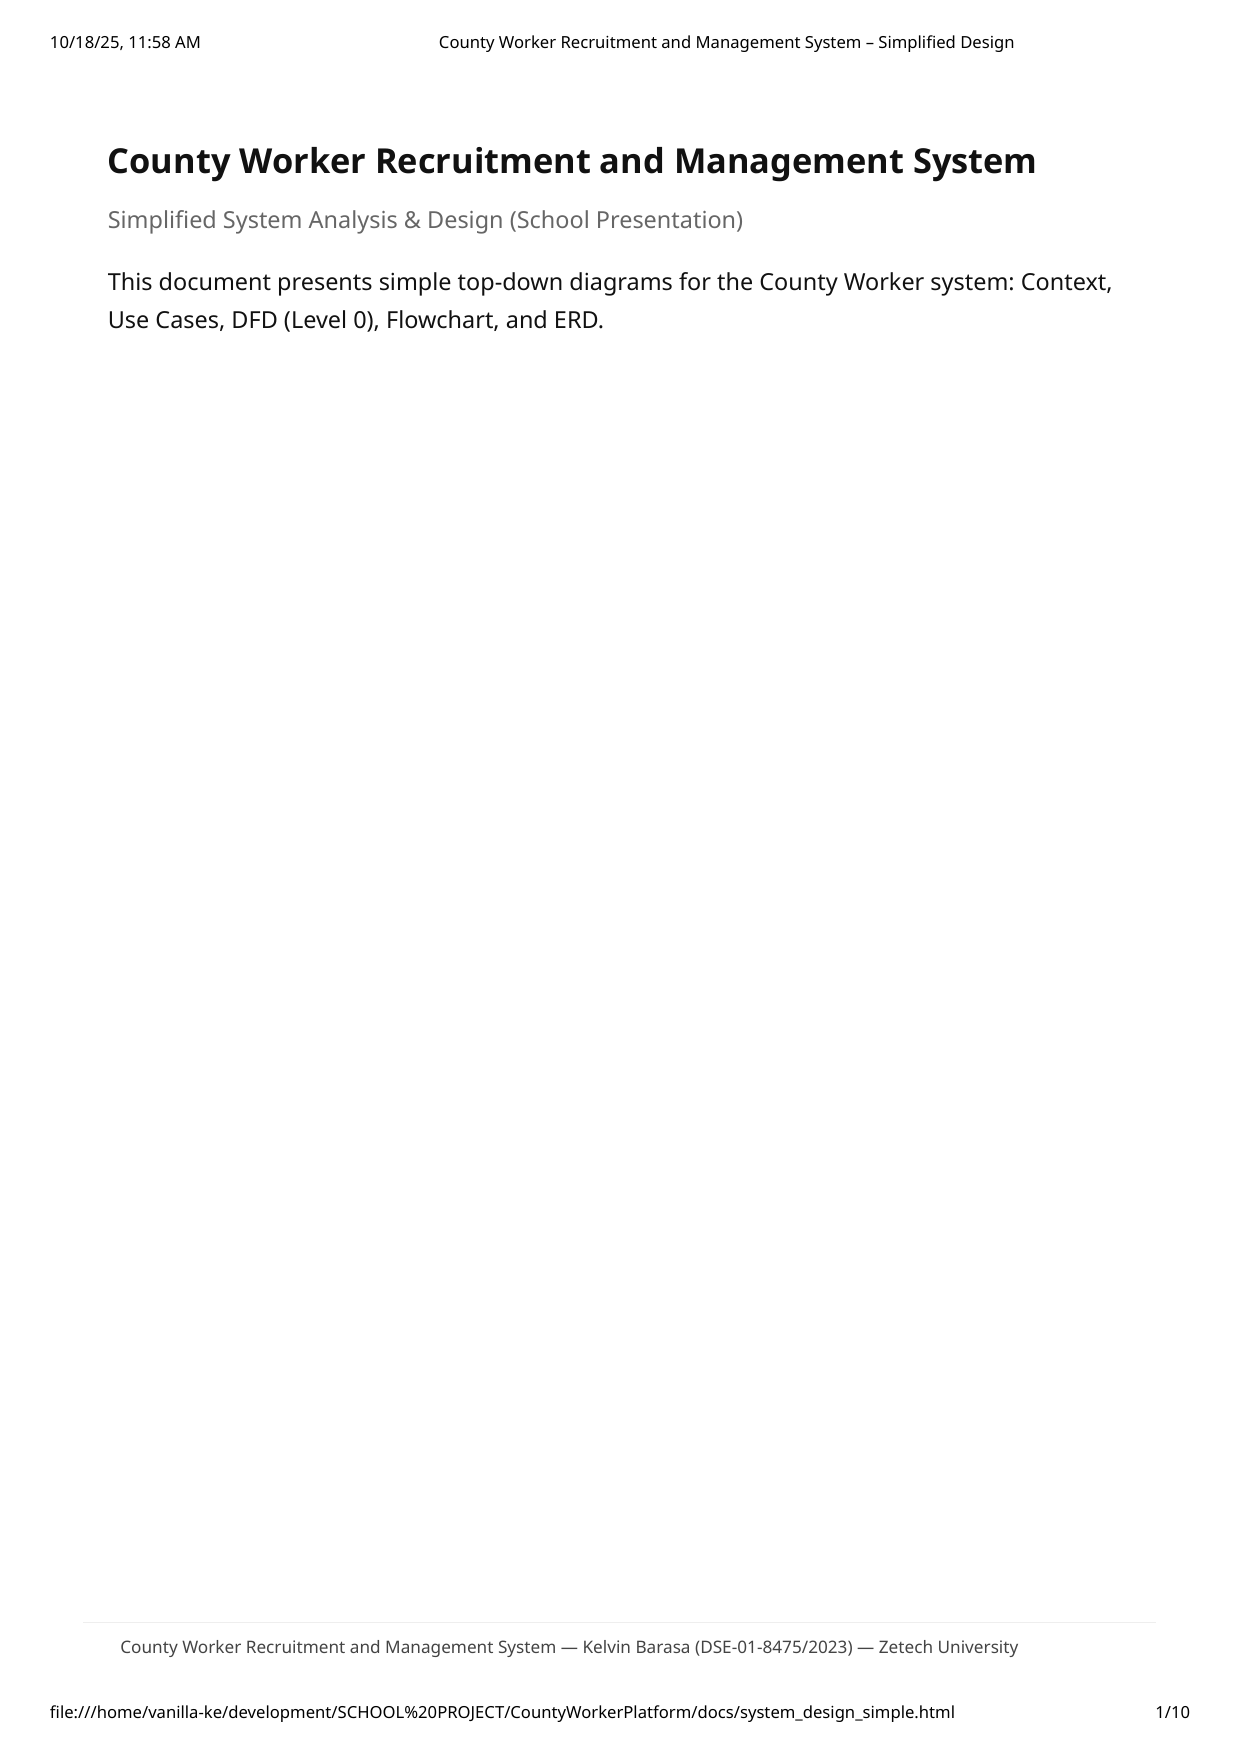 10/18/25, 11:58 AM County Worker Recruitment and Management System – Simplified Design
County Worker Recruitment and Management System
Simplified System Analysis & Design (School Presentation)
This document presents simple top-down diagrams for the County Worker system: Context,
Use Cases, DFD (Level 0), Flowchart, and ERD.
County Worker Recruitment and Management System — Kelvin Barasa (DSE-01-8475/2023) — Zetech University
file:///home/vanilla-ke/development/SCHOOL%20PROJECT/CountyWorkerPlatform/docs/system_design_simple.html 1/10